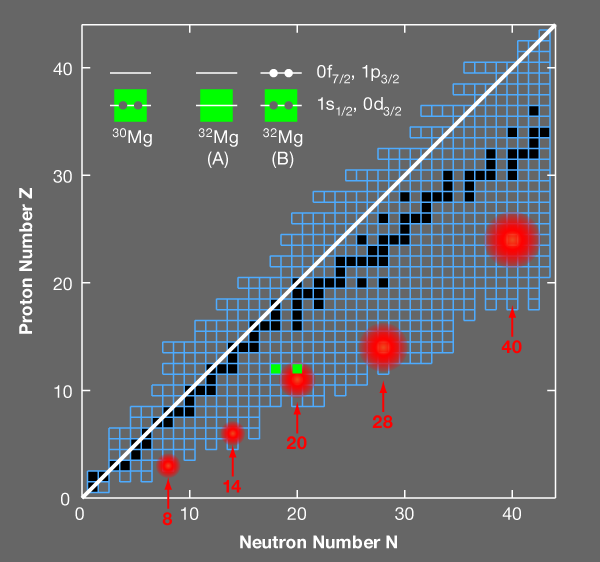 0f7/2, 1p3/2
1s1/2, 0d3/2
30Mg 32Mg 32Mg
(A) (B)
Proton Number Z
40
30
20
10
0
40
28
20
14
8
0 10 20 30 40
Neutron Number N